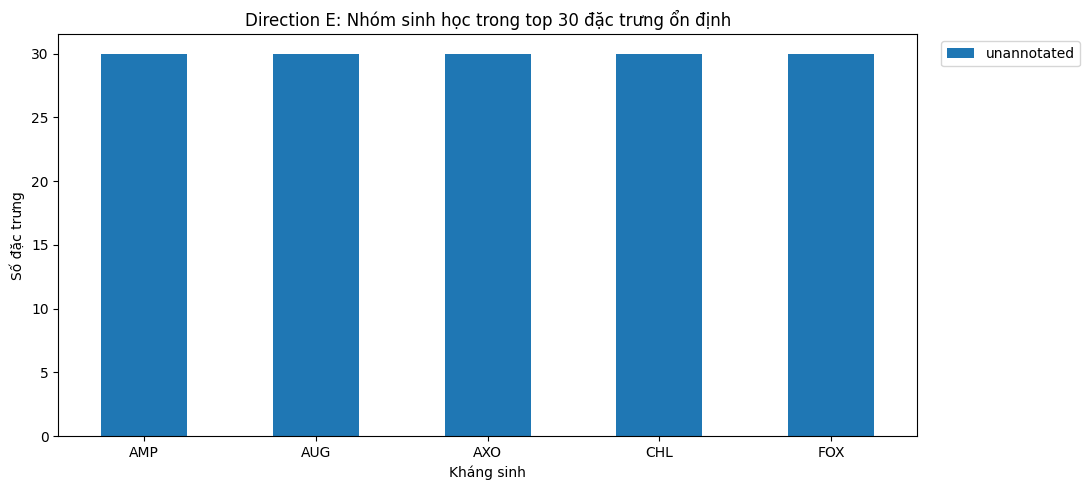 Direction E: Nhóm sinh học trong top 30 đặc trưng ổn định
unannotated
Số đặc trưng
30
25
20
15
10
5
0
AMP AUG AXO CHL FOX
Kháng sinh